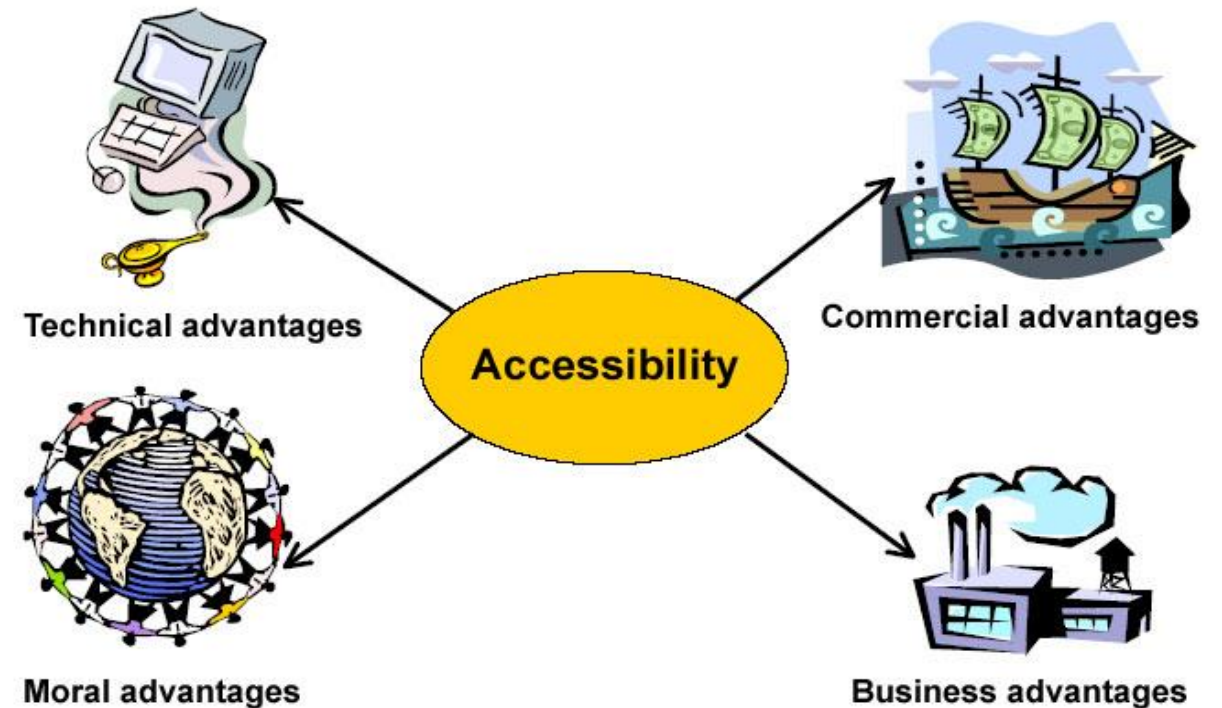 Technical advantages
Commercial advantages
Accessibility
Moral advantages
Business advantages